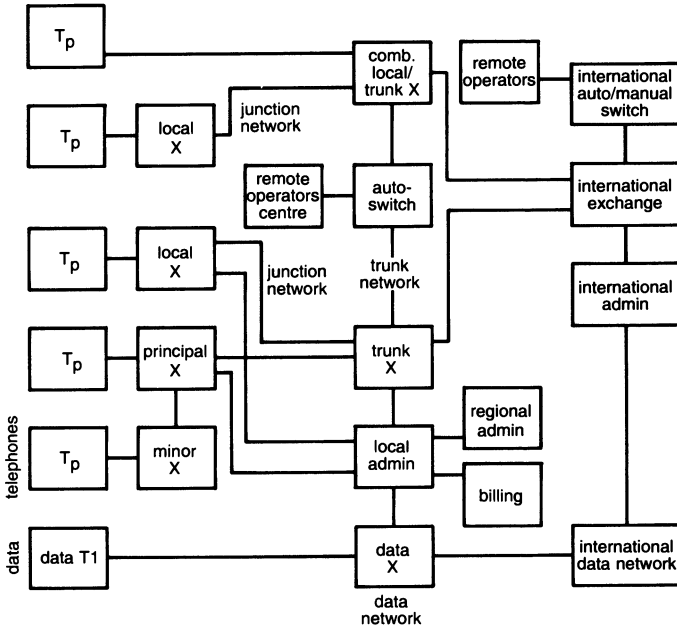 Tp
comb.
local/
trunk X
remote
operators
international
auto/manual
switch
Tp
local
X
junction
network
remote
operators
centre
auto-
switch
international
exchange
Tp
local
X
junction
network
trunk
network
international
admin
Tp
principal
X
trunk
X
regional
admin
telephones
Tp
minor
X
local
admin
billing
data
data T1
data
X
international
data network
data
network